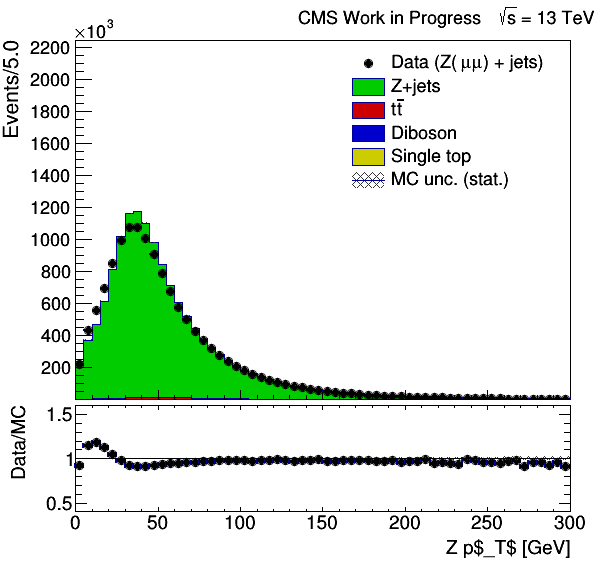 CMS Work in Progress √s = 13 TeV
×10³
Events/5.0
2200
2000
1800
1600
1400
1200
1000
800
600
400
200
Data (Z(μμ) + jets)
Z+jets
tt̄
Diboson
Single top
MC unc. (stat.)
Data/MC
1.5
1
0.5
0 50 100 150 200 250 300
Z p$_T$ [GeV]